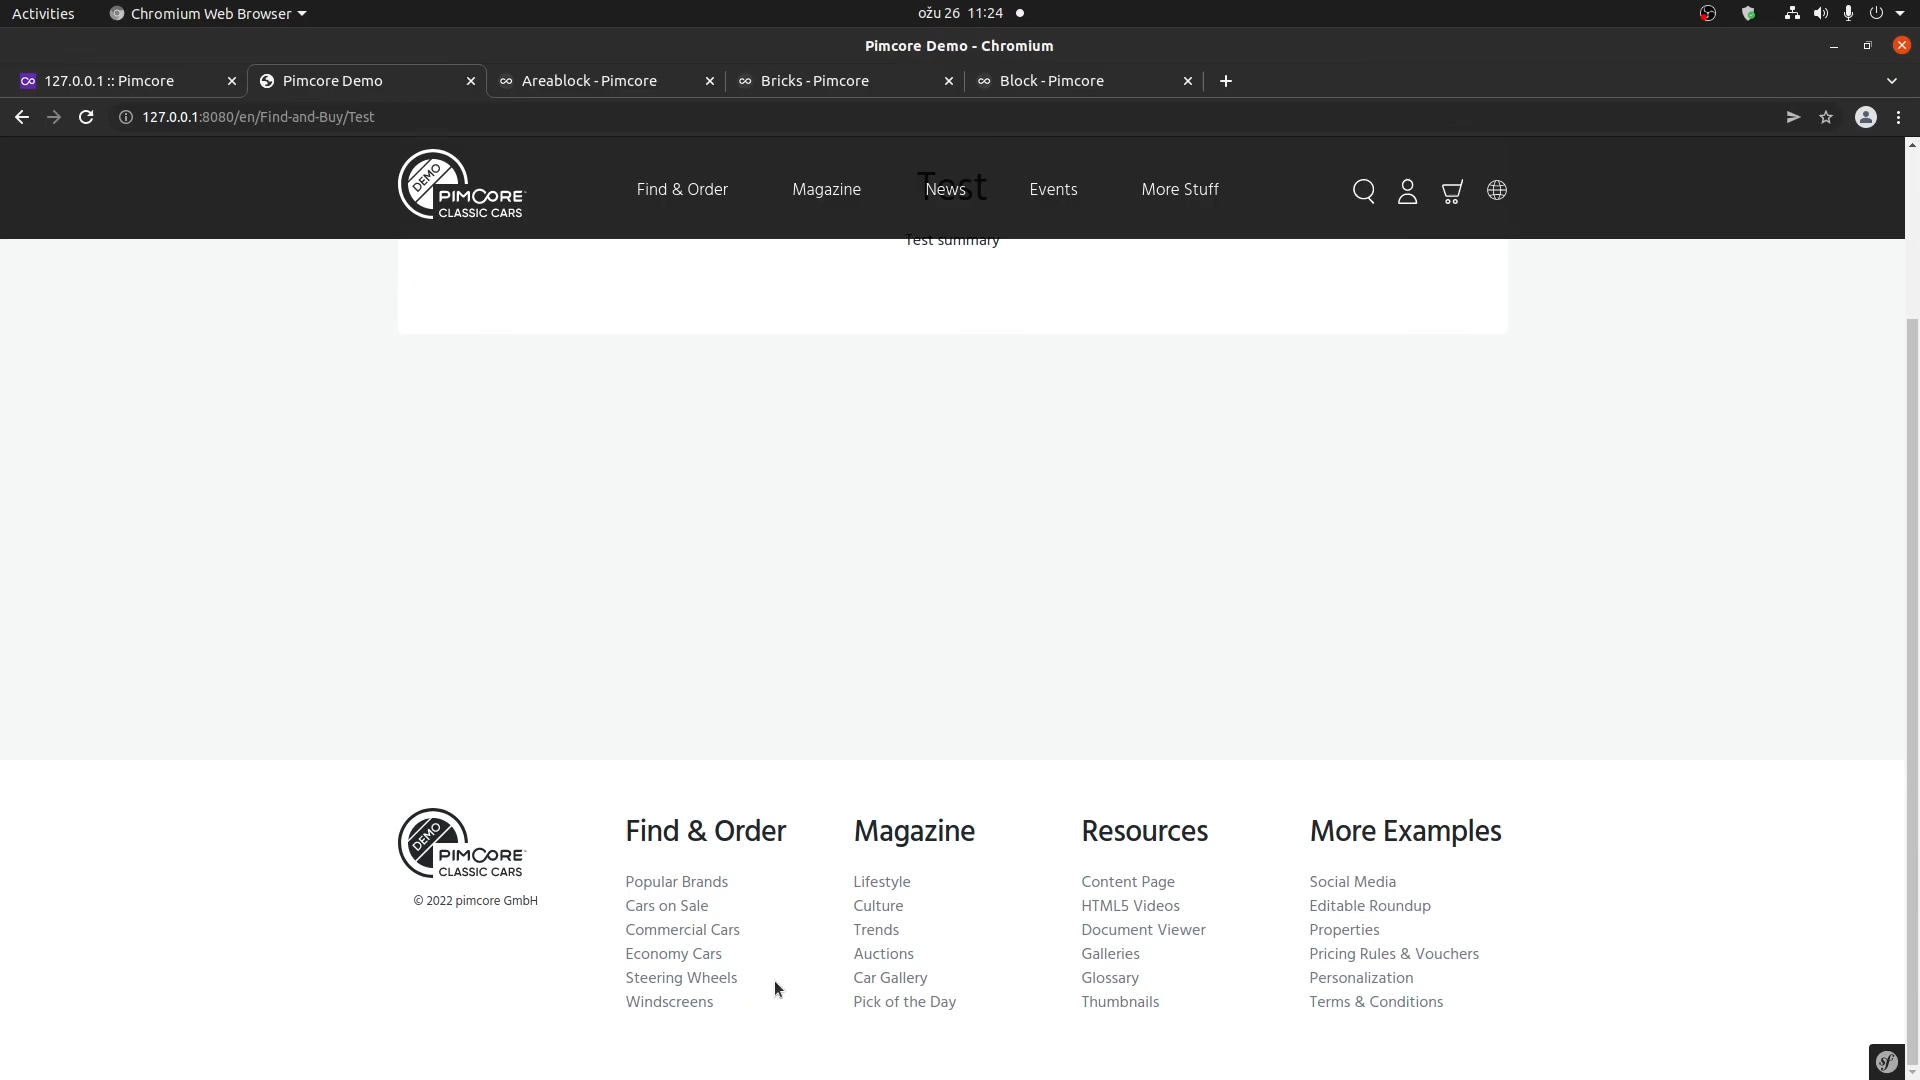 Activities Chromium Web Browser ožu 26 11:24
Pimcore Demo - Chromium
127.0.0.1 :: Pimcore Pimcore Demo Areablock - Pimcore Bricks - Pimcore Block - Pimcore
127.0.0.1:8080/en/Find-and-Buy/Test
DEMO
PIMCORE
CLASSIC CARS
Find & Order Magazine News Events More Stuff
Test
Test summary
DEMO
PIMCORE
CLASSIC CARS
© 2022 pimcore GmbH
Find & Order
Popular Brands
Cars on Sale
Commercial Cars
Economy Cars
Steering Wheels
Windscreens
Magazine
Lifestyle
Culture
Trends
Auctions
Car Gallery
Pick of the Day
Resources
Content Page
HTML5 Videos
Document Viewer
Galleries
Glossary
Thumbnails
More Examples
Social Media
Editable Roundup
Properties
Pricing Rules & Vouchers
Personalization
Terms & Conditions
sf